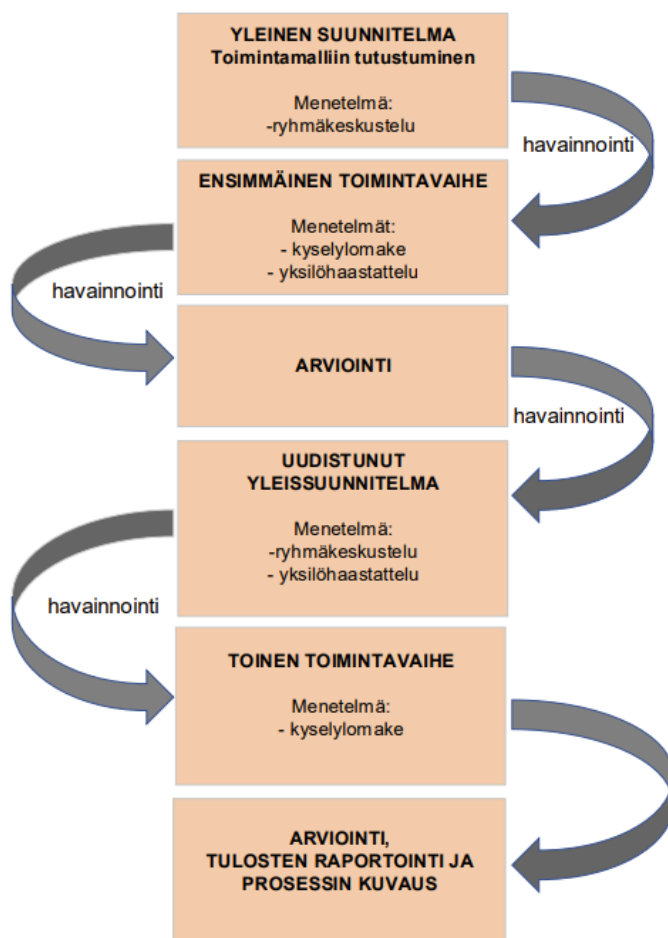 YLEINEN SUUNNITELMA
Toimintamalliin tutustuminen
Menetelmä:
-ryhmäkeskustelu
havainnointi
ENSIMMÄINEN TOIMINTAVAIHE
Menetelmät:
- kyselylomake
- yksilöhaastattelu
havainnointi
ARVIOINTI
havainnointi
UUDISTUNUT
YLEISSUUNNITELMA
Menetelmä:
-ryhmäkeskustelu
- yksilöhaastattelu
havainnointi
TOINEN TOIMINTAVAIHE
Menetelmä:
- kyselylomake
ARVIOINTI,
TULOSTEN RAPORTOINTI JA
PROSESSIN KUVAUS